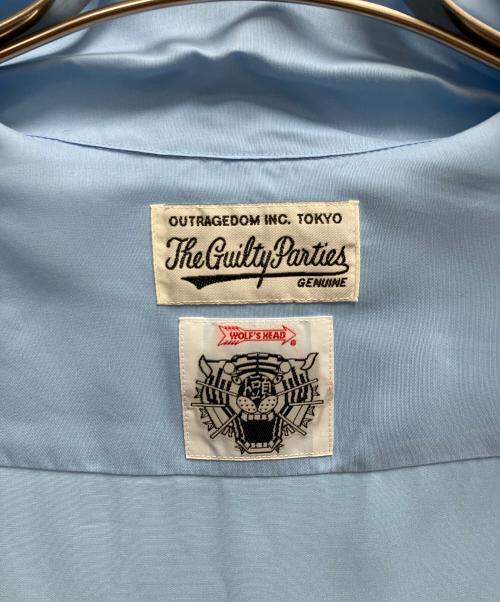 OUTRAGEDOM INC. TOKYO
The Guilty Parties
GENUINE
WOLF'S HEAD
®